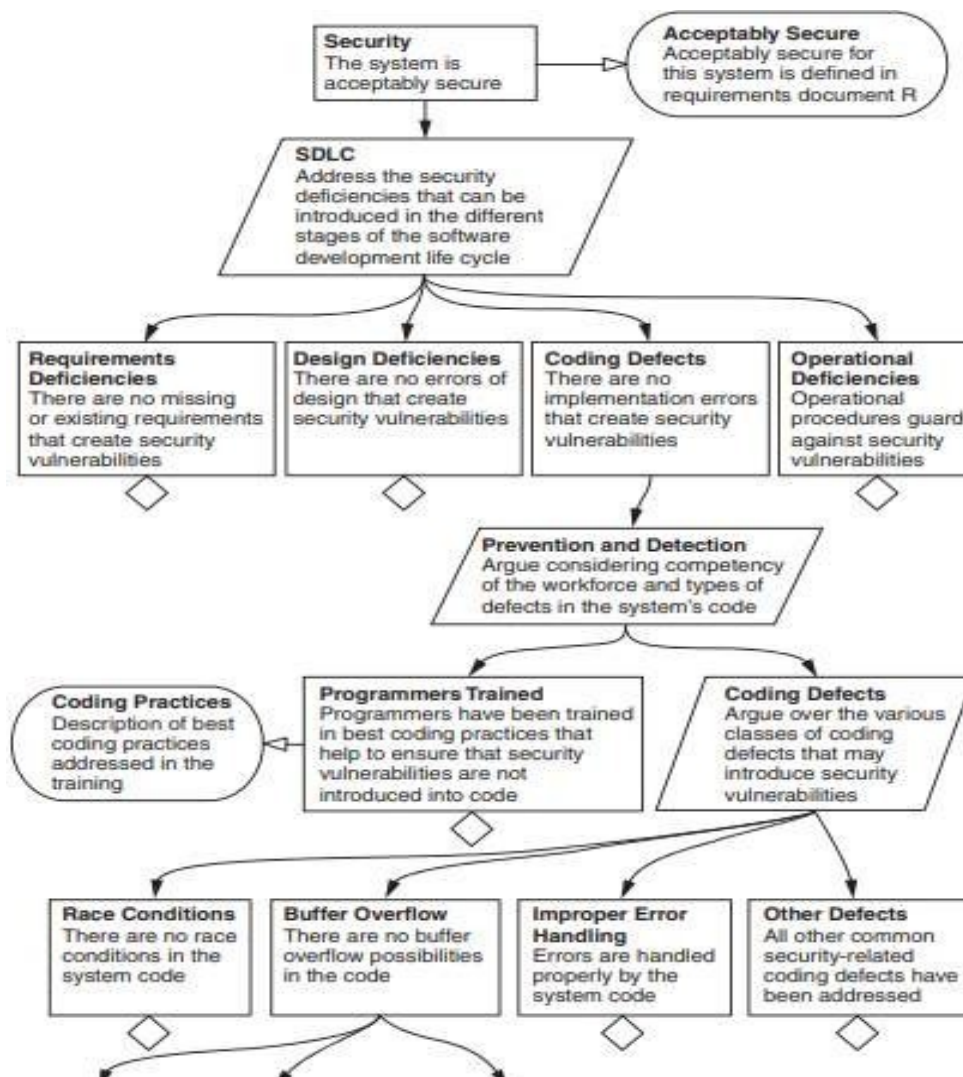 Security
The system is
acceptably secure
Acceptably Secure
Acceptably secure for
this system is defined in
requirements document R
SDLC
Address the security
deficiencies that can be
introduced in the different
stages of the software
development life cycle
Requirements
Deficiencies
There are no missing
or existing requirements
that create security
vulnerabilities
Design Deficiencies
There are no errors of
design that create
security vulnerabilities
Coding Defects
There are no
implementation errors
that create security
vulnerabilities
Operational
Deficiencies
Operational
procedures guard
against security
vulnerabilities
Prevention and Detection
Argue considering competency
of the workforce and types of
defects in the system's code
Coding Practices
Description of best
coding practices
addressed in the
training
Programmers Trained
Programmers have been trained
in best coding practices that
help to ensure that security
vulnerabilities are not
introduced into code
Coding Defects
Argue over the various
classes of coding
defects that may
introduce security
vulnerabilities
Race Conditions
There are no race
conditions in the
system code
Buffer Overflow
There are no buffer
overflow possibilities
in the code
Improper Error
Handling
Errors are handled
properly by the
system code
Other Defects
All other common
security-related
coding defects have
been addressed